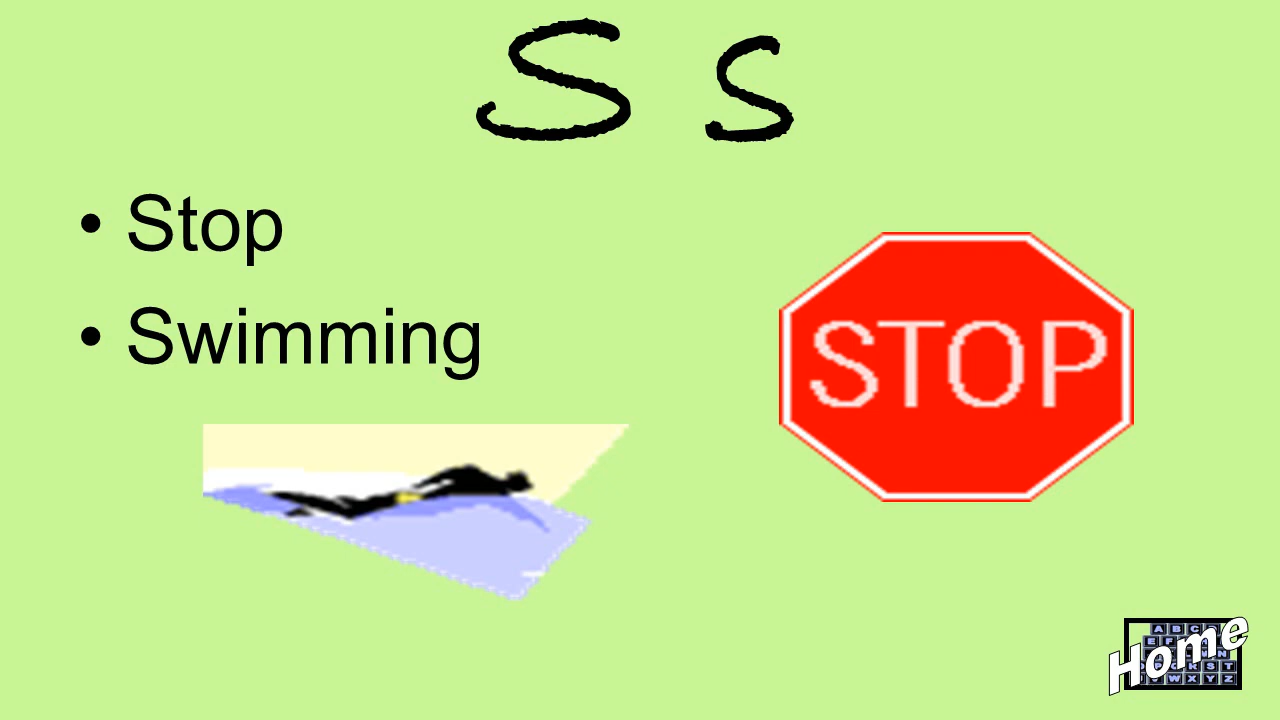 S s
• Stop
• Swimming
STOP
Home